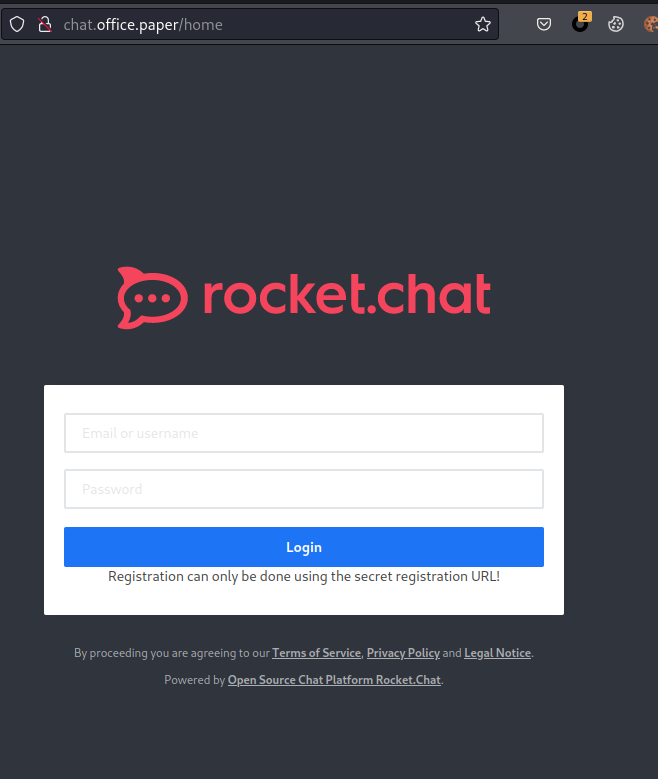 chat.office.paper/home
2
rocket.chat
Email or username
Password
Login
Registration can only be done using the secret registration URL!
By proceeding you are agreeing to our Terms of Service, Privacy Policy and Legal Notice.
Powered by Open Source Chat Platform Rocket.Chat.